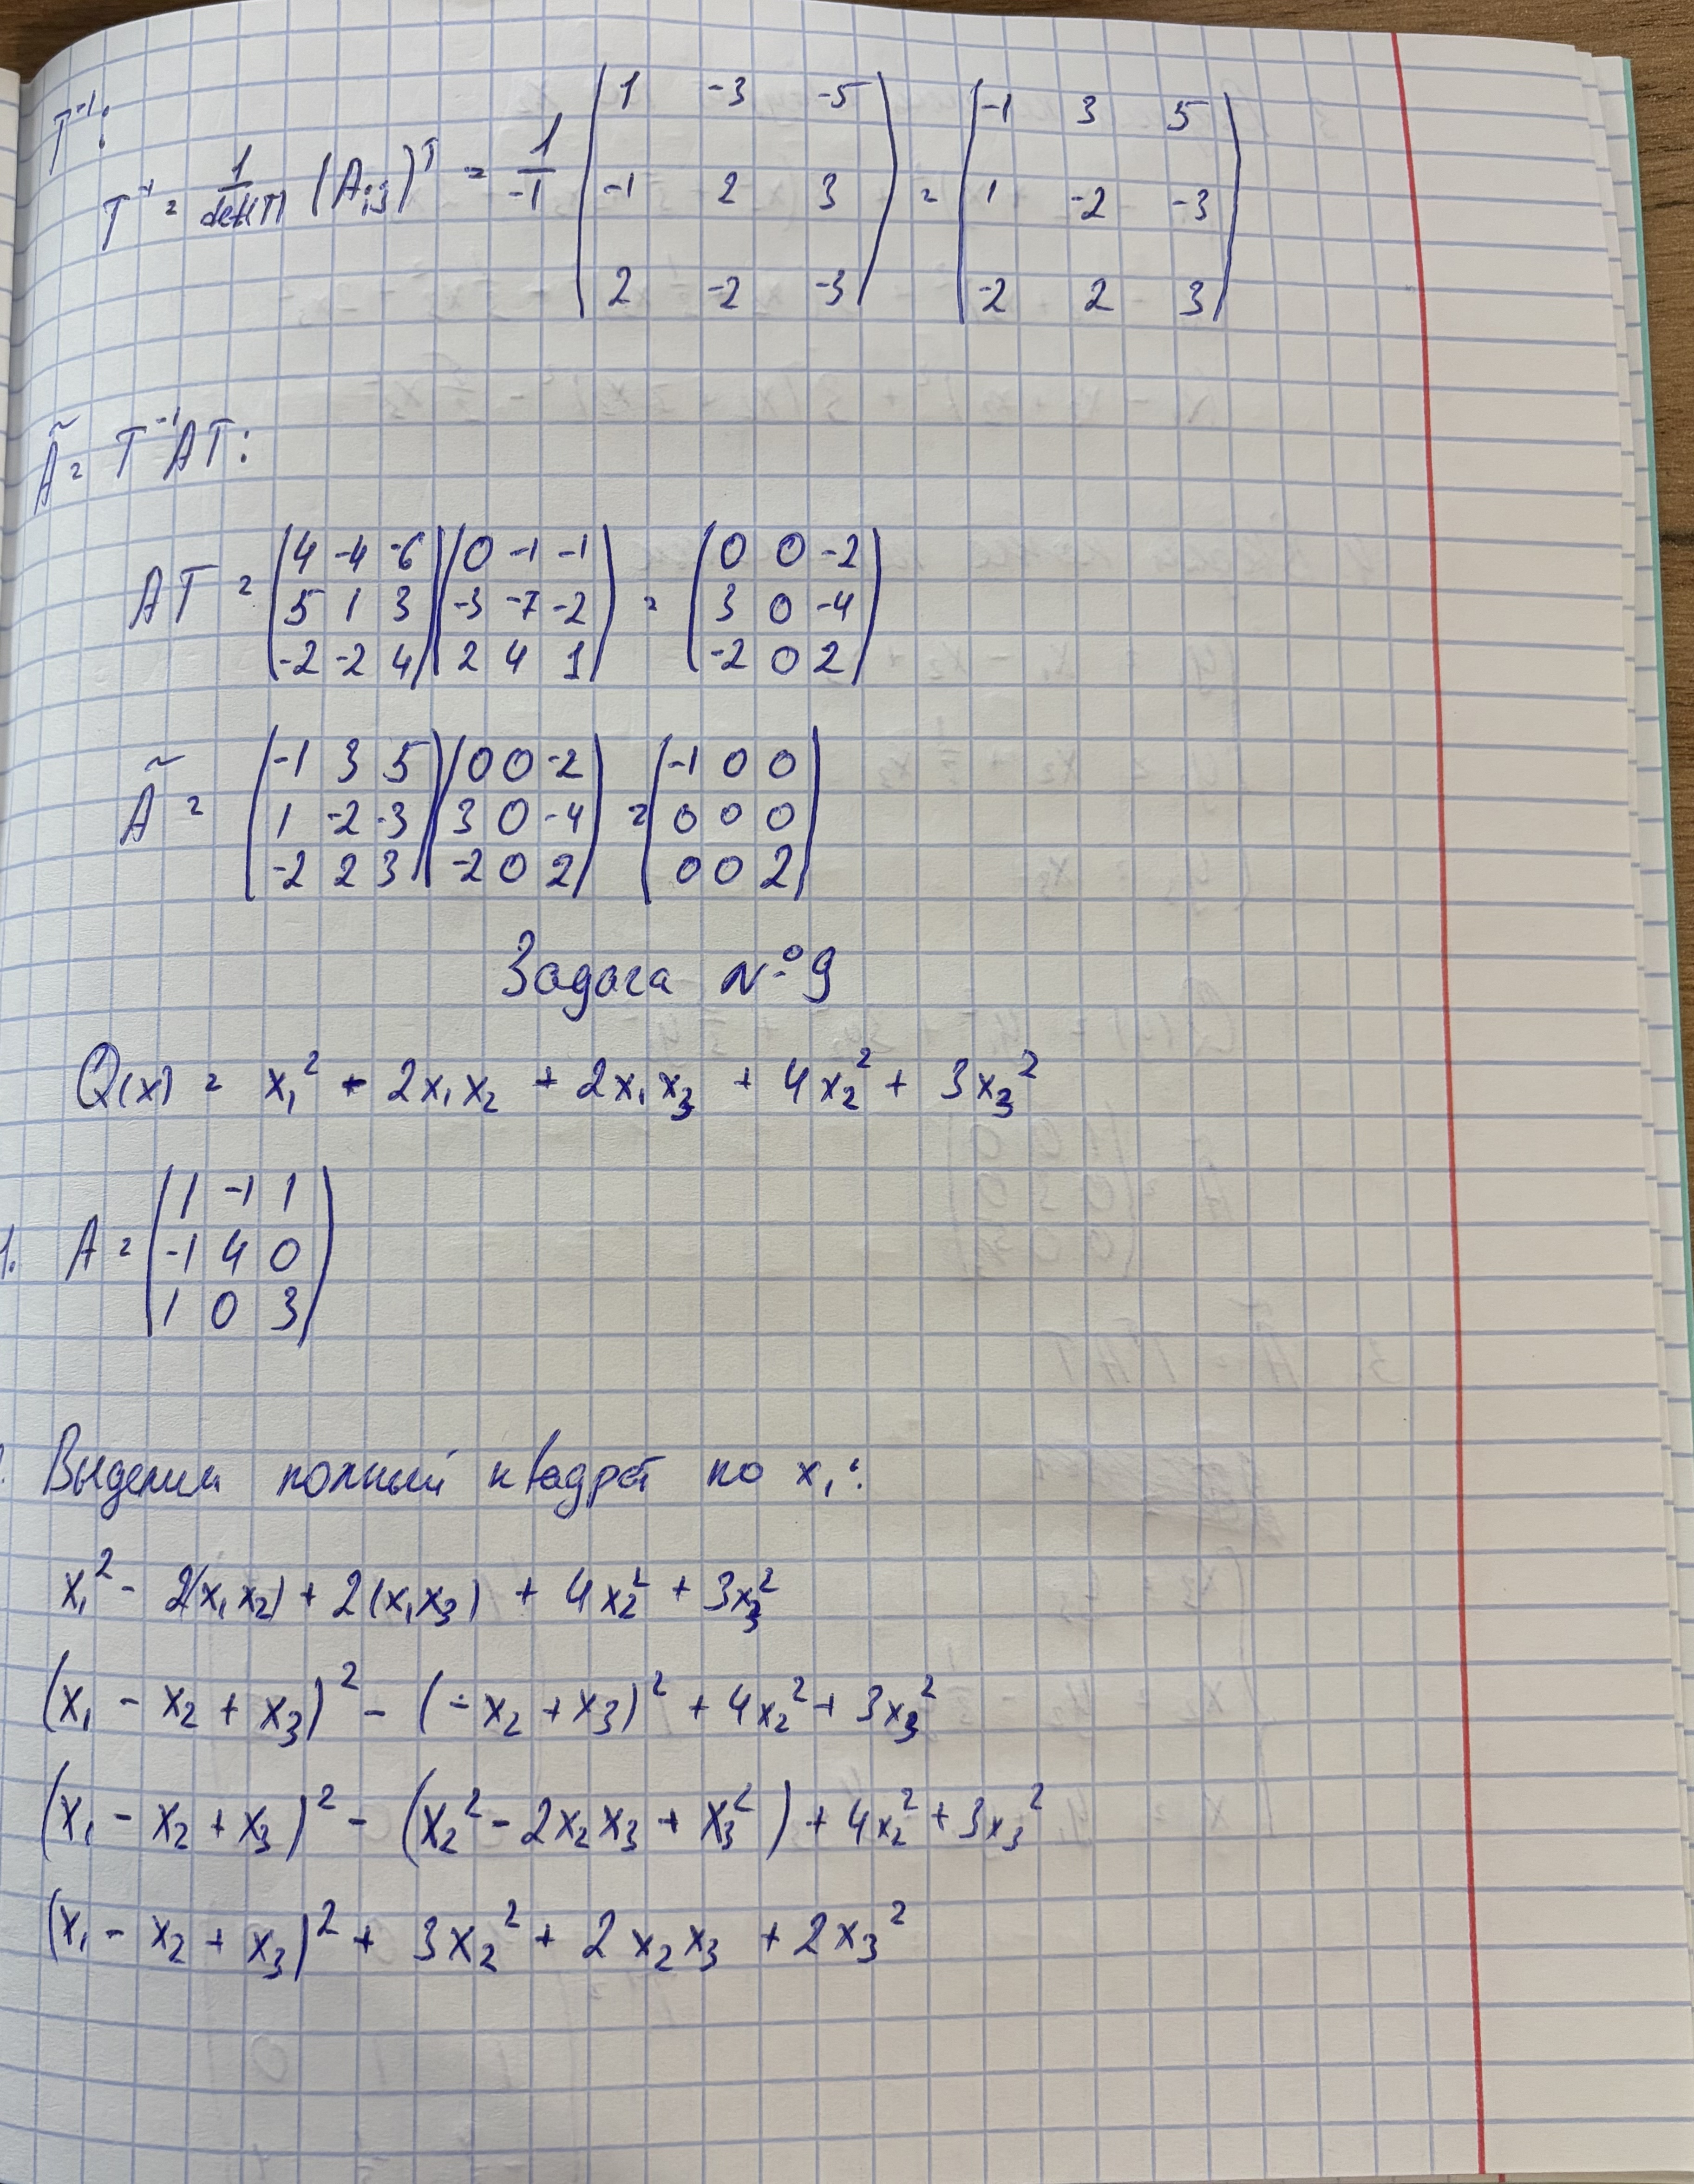 T⁻¹:
T⁻¹ = 1/det(T) (Aij)ᵀ = 1/-1 (1 -3 -5; -1 2 3; 2 -2 -3) = (-1 3 5; 1 -2 -3; -2 2 3)
Ã = T⁻¹AT:
AT = (4 -4 -6; 5 1 3; -2 -2 4)(0 -1 -1; -3 -7 -2; 2 4 1) = (0 0 -2; 3 0 -4; -2 0 2)
Ã = (-1 3 5; 1 -2 -3; -2 2 3)(0 0 -2; 3 0 -4; -2 0 2) = (-1 0 0; 0 0 0; 0 0 2)
Задача №9
Q(x) = x₁² - 2x₁x₂ + 2x₁x₃ + 4x₂² + 3x₃²
1. A = (1 -1 1; -1 4 0; 1 0 3)
Выделим полный квадрат по x₁:
x₁² - 2(x₁x₂) + 2(x₁x₃) + 4x₂² + 3x₃²
(x₁ - x₂ + x₃)² - (-x₂ + x₃)² + 4x₂² + 3x₃²
(x₁ - x₂ + x₃)² - (x₂² - 2x₂x₃ + x₃²) + 4x₂² + 3x₃²
(x₁ - x₂ + x₃)² + 3x₂² + 2x₂x₃ + 2x₃²